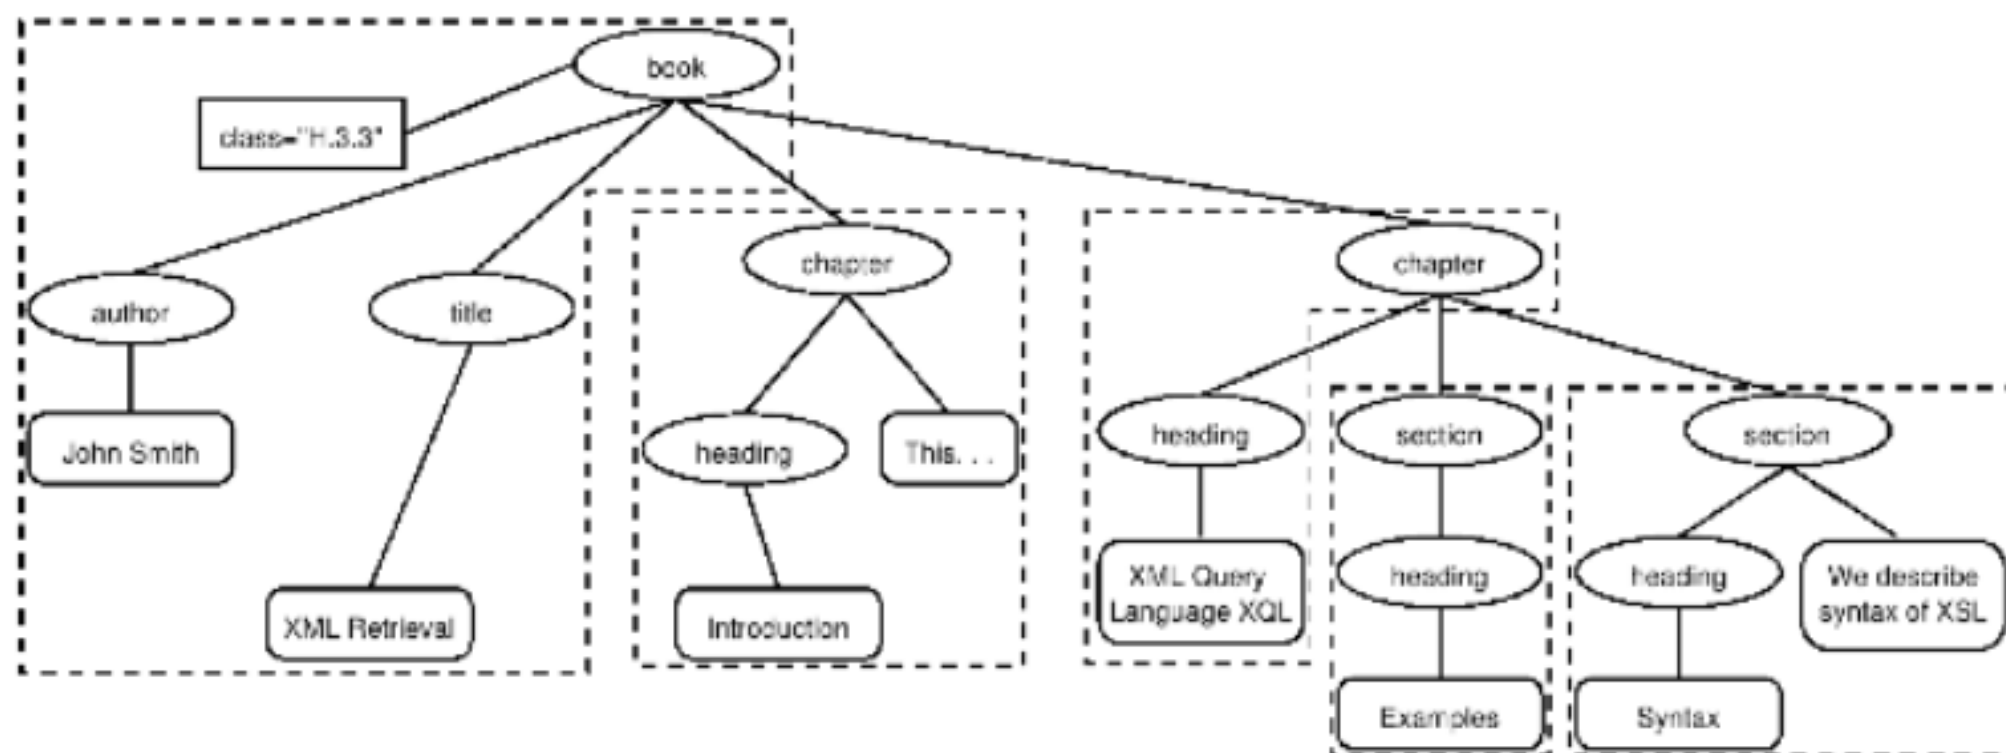 book
class="H.3.3"
chapter
chapter
author
title
heading
section
section
heading
This. . .
John Smith
XML Query
Language XQL
heading
heading
We describe
syntax of XSL
XML Retrieval
Introduction
Examples
Syntax